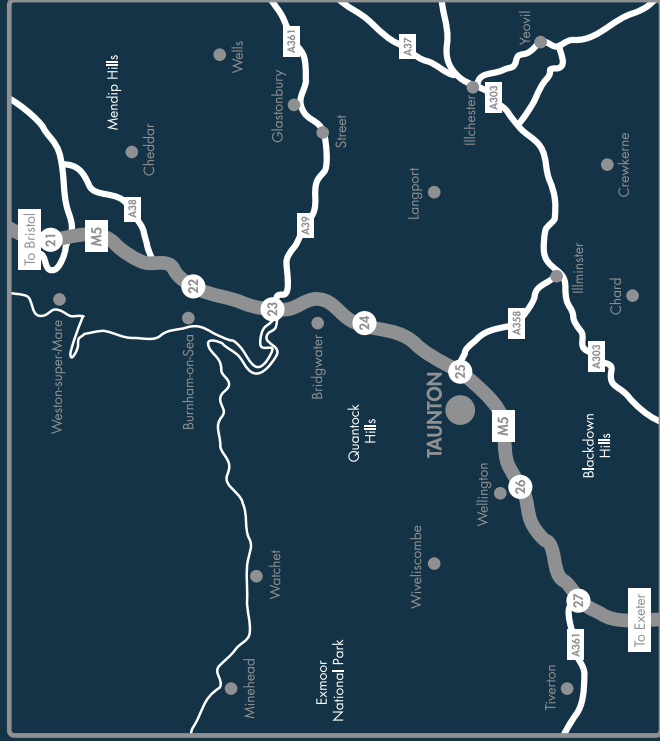 To Bristol
21
Weston-super-Mare
M5
Mendip Hills
A38
Cheddar
Burnham-on-Sea
22
Wells
Minehead
Watchet
23
Glastonbury
A361
A39
Bridgwater
Exmoor
National Park
Street
Quantock
Hills
24
A37
Wiveliscombe
Langport
TAUNTON
25
Illchester
Wellington
A303
M5
A358
26
Yeovil
Tiverton
A361
27
Illminster
Blackdown
Hills
A303
Chard
Crewkerne
To Exeter